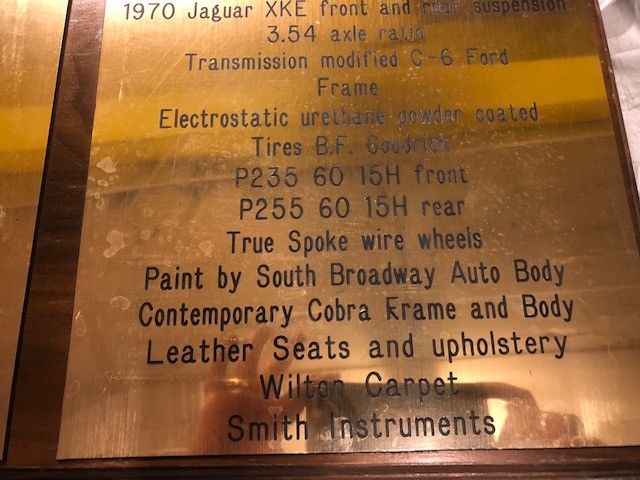 1970 Jaguar XKE front and rear suspension
3.54 axle ratio
Transmission modified C-6 Ford
Frame
Electrostatic urethane powder coated
Tires B.F. Goodrich
P235 60 15H front
P255 60 15H rear
True Spoke wire wheels
Paint by South Broadway Auto Body
Contemporary Cobra Frame and Body
Leather Seats and upholstery
Wilton Carpet
Smith Instruments